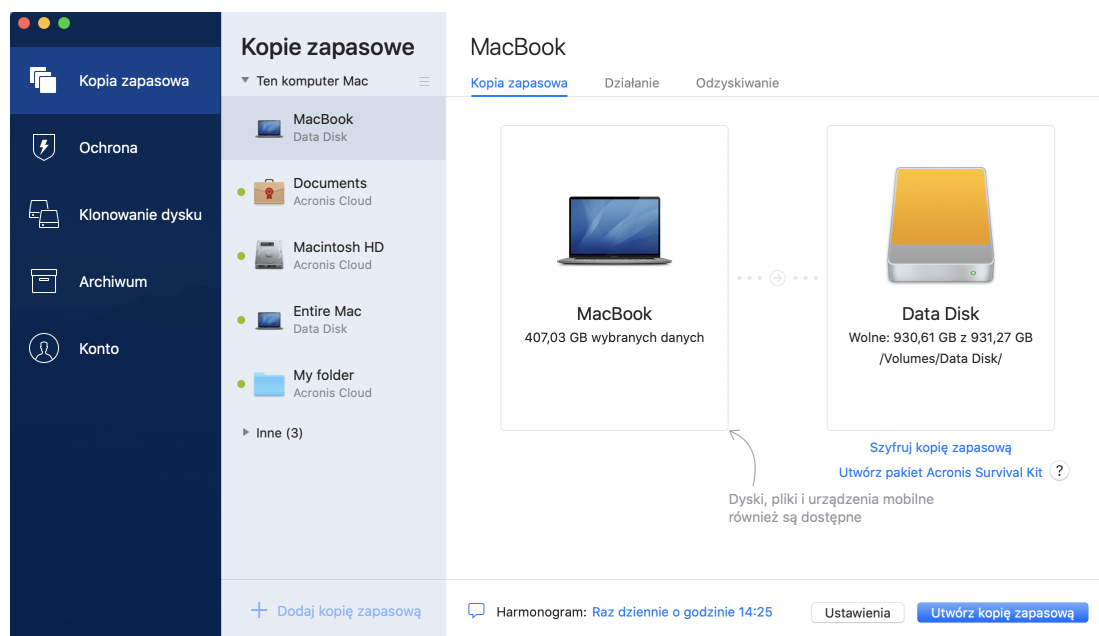 Kopia zapasowa
Ochrona
Klonowanie dysku
Archiwum
Konto
Kopie zapasowe
Ten komputer Mac
MacBook
Data Disk
Documents
Acronis Cloud
Macintosh HD
Acronis Cloud
Entire Mac
Data Disk
My folder
Acronis Cloud
Inne (3)
Dodaj kopię zapasową
MacBook
Kopia zapasowa Działanie Odzyskiwanie
MacBook
407,03 GB wybranych danych
Data Disk
Wolne: 930,61 GB z 931,27 GB
/Volumes/Data Disk/
Szyfruj kopię zapasową
Utwórz pakiet Acronis Survival Kit ?
Dyski, pliki i urządzenia mobilne
również są dostępne
Harmonogram: Raz dziennie o godzinie 14:25 Ustawienia Utwórz kopię zapasową